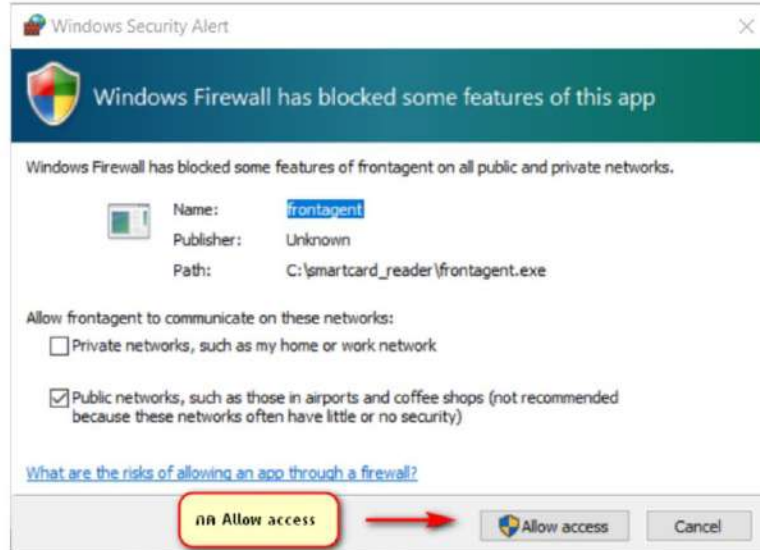 Windows Security Alert
Windows Firewall has blocked some features of this app
Windows Firewall has blocked some features of frontagent on all public and private networks.
Name: frontagent
Publisher: Unknown
Path: C:\smartcard_reader\frontagent.exe
Allow frontagent to communicate on these networks:
Private networks, such as my home or work network
Public networks, such as those in airports and coffee shops (not recommended
because these networks often have little or no security)
What are the risks of allowing an app through a firewall?
กด Allow access
Allow access
Cancel